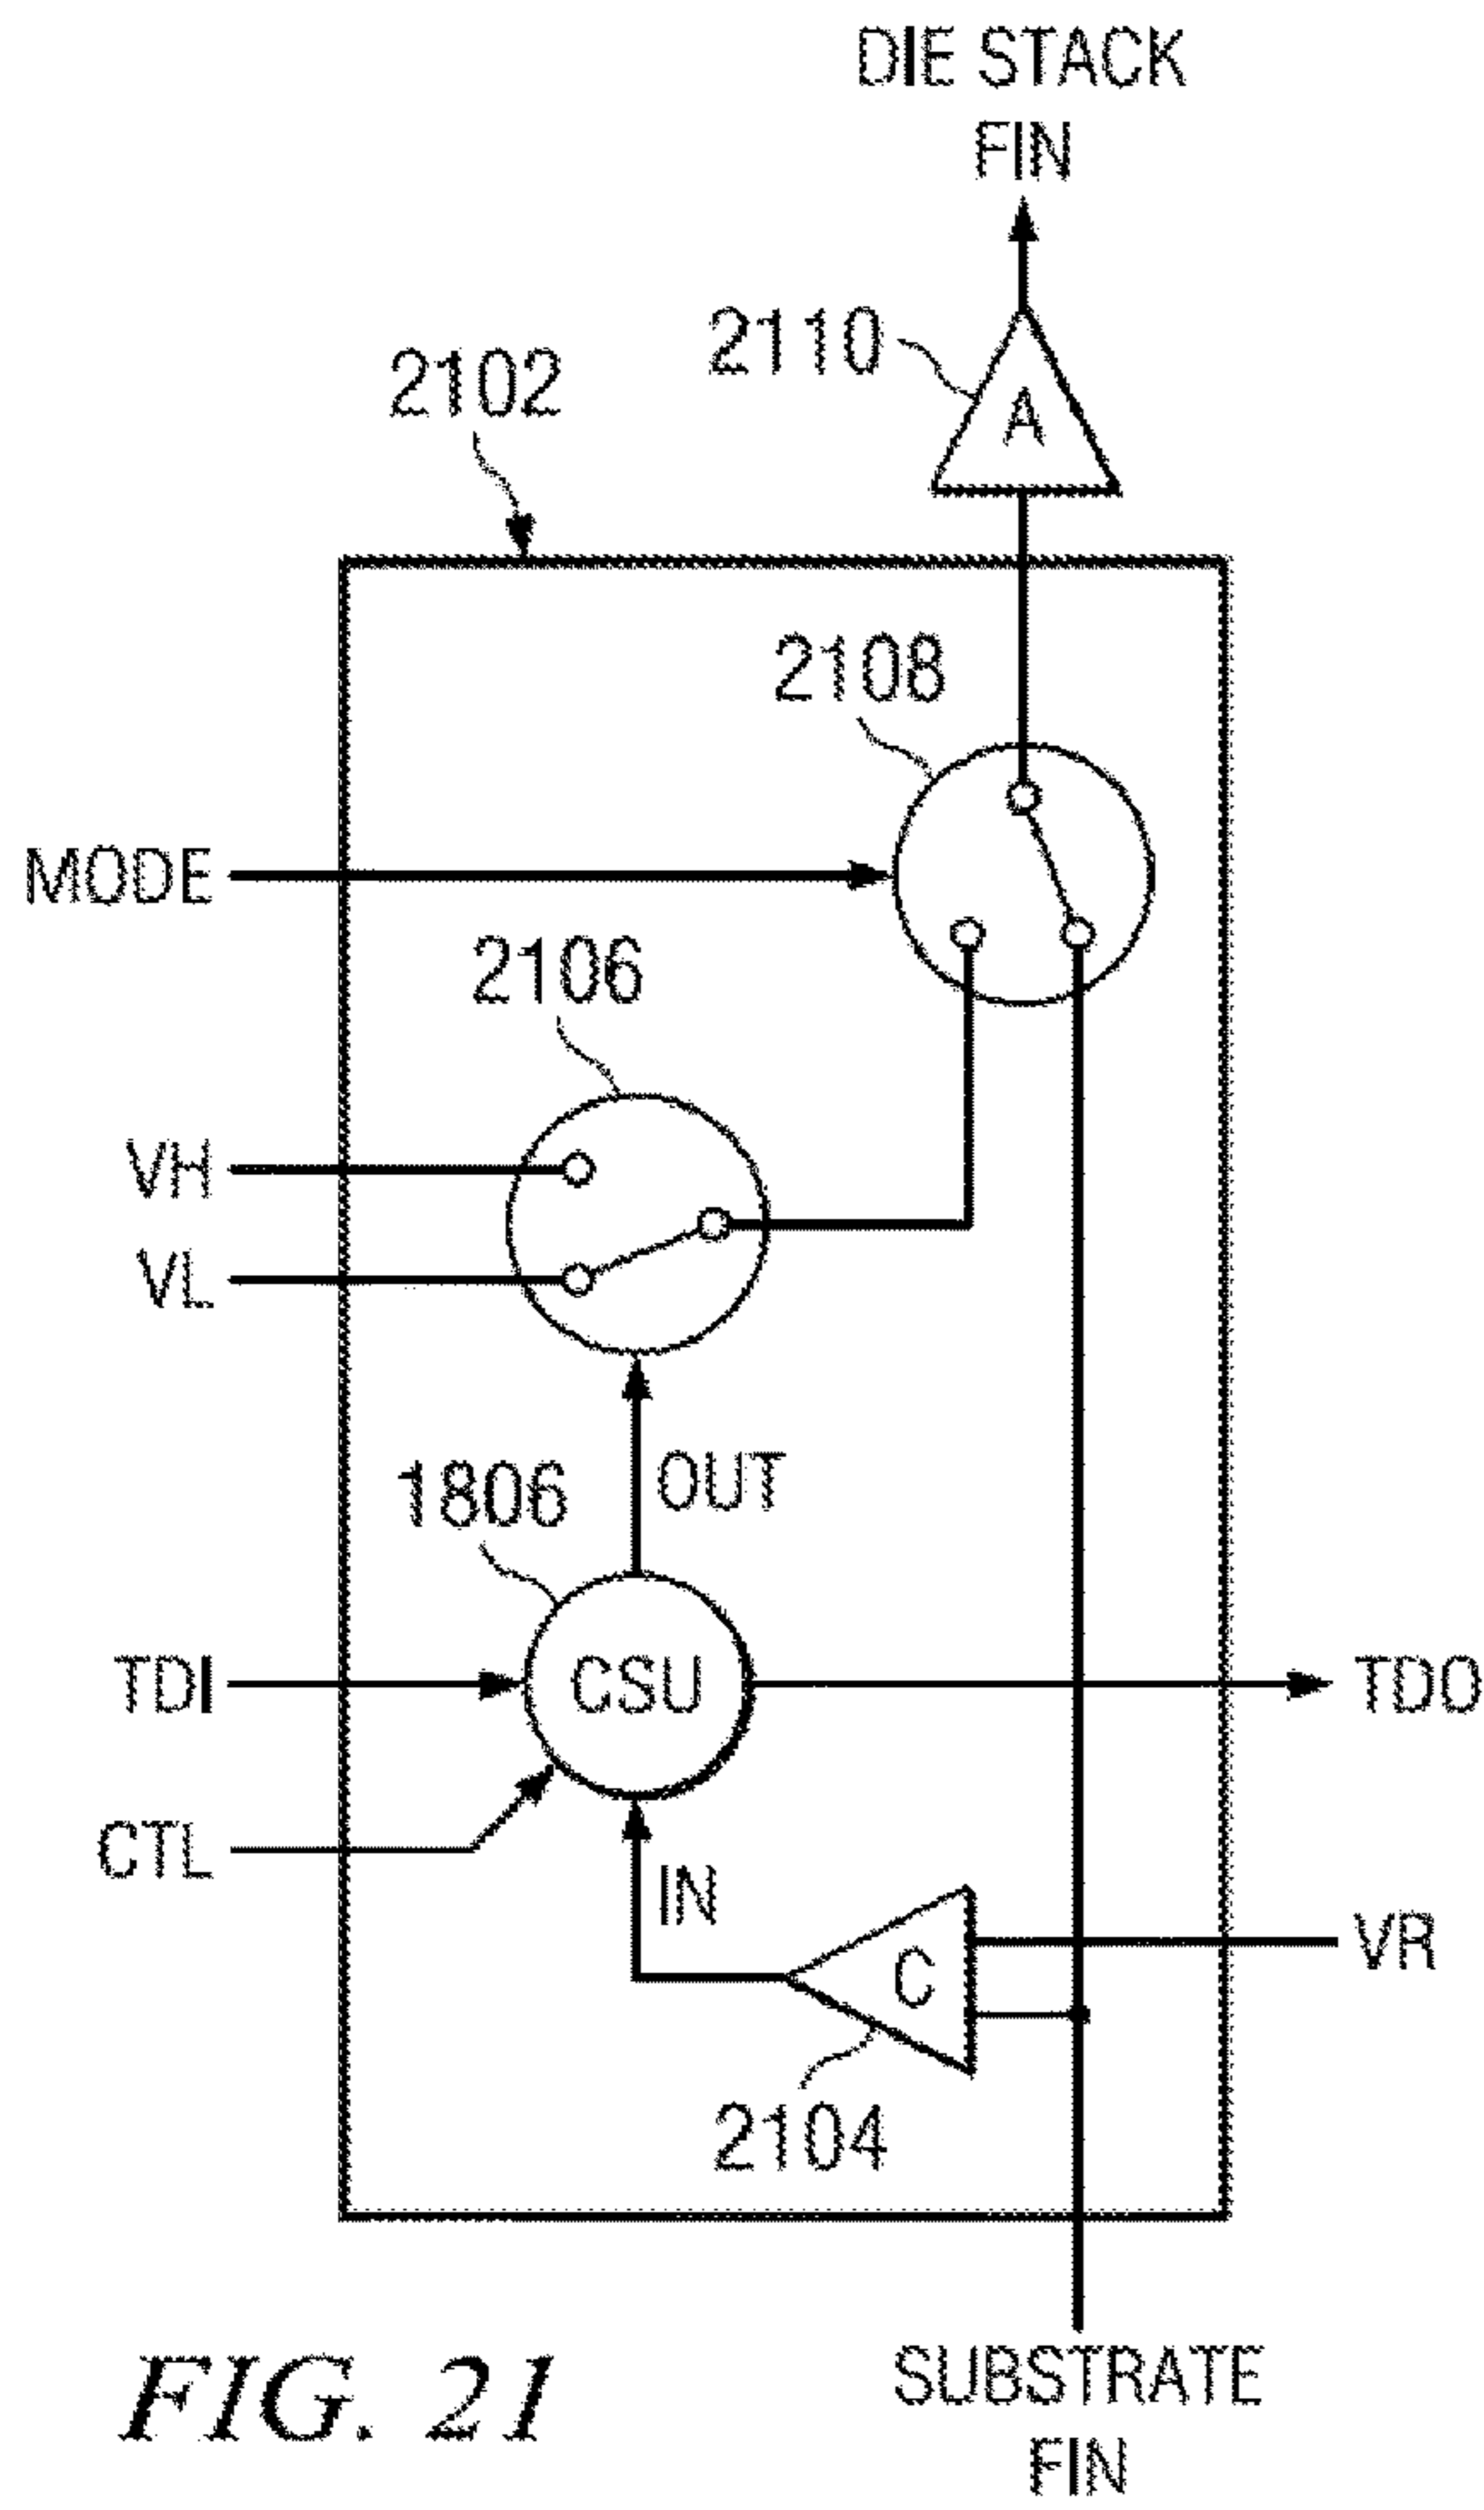 DIE STACK
FIN
2110
A
2102
2108
MODE
2106
VH
VL
1806
OUT
TDI
CSU
TDO
CTL
IN
C
VR
2104
SUBSTRATE
FIN
FIG. 21